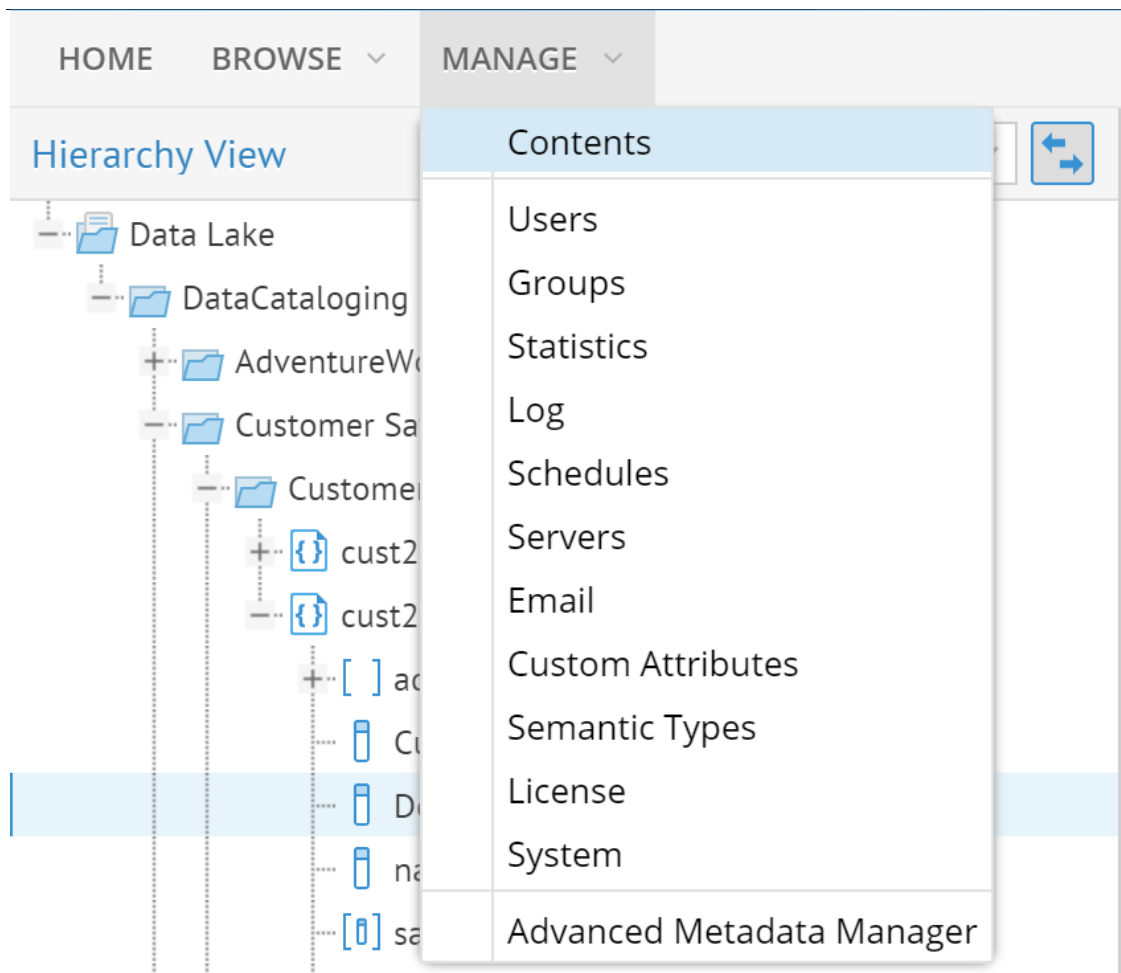 HOME BROWSE MANAGE
Hierarchy View
Contents
Data Lake
Users
DataCataloging
Groups
Statistics
Log
Customer
Schedules
Servers
Email
Custom Attributes
Semantic Types
License
System
Advanced Metadata Manager